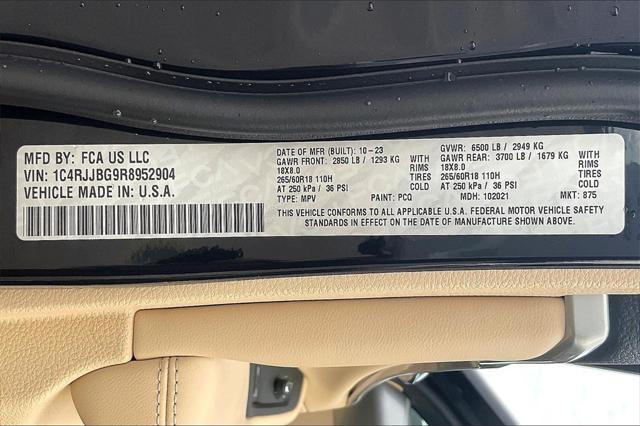 MFD BY: FCA US LLC
VIN: 1C4RJJBG9R8952904
VEHICLE MADE IN U.S.A.
DATE OF MFR (BUILT): 10-23 GVWR: 6500 LB / 2949 KG
GAWR FRONT: 2850 LB / 1293 KG WITH GAWR REAR: 3700 LB / 1679 KG WITH
18X8.0 RIMS 18X8.0 RIMS
265/60R18 110H TIRES 265/60R18 110H TIRES
AT 250 kPa / 36 PSI COLD AT 250 kPa / 36 PSI COLD
TYPE: MPV PAINT: PCQ MDH: 102021 MKT: 875
THIS VEHICLE CONFORMS TO ALL APPLICABLE U.S.A. FEDERAL MOTOR VEHICLE SAFETY
STANDARDS IN EFFECT ON THE DATE OF MANUFACTURE SHOWN ABOVE.